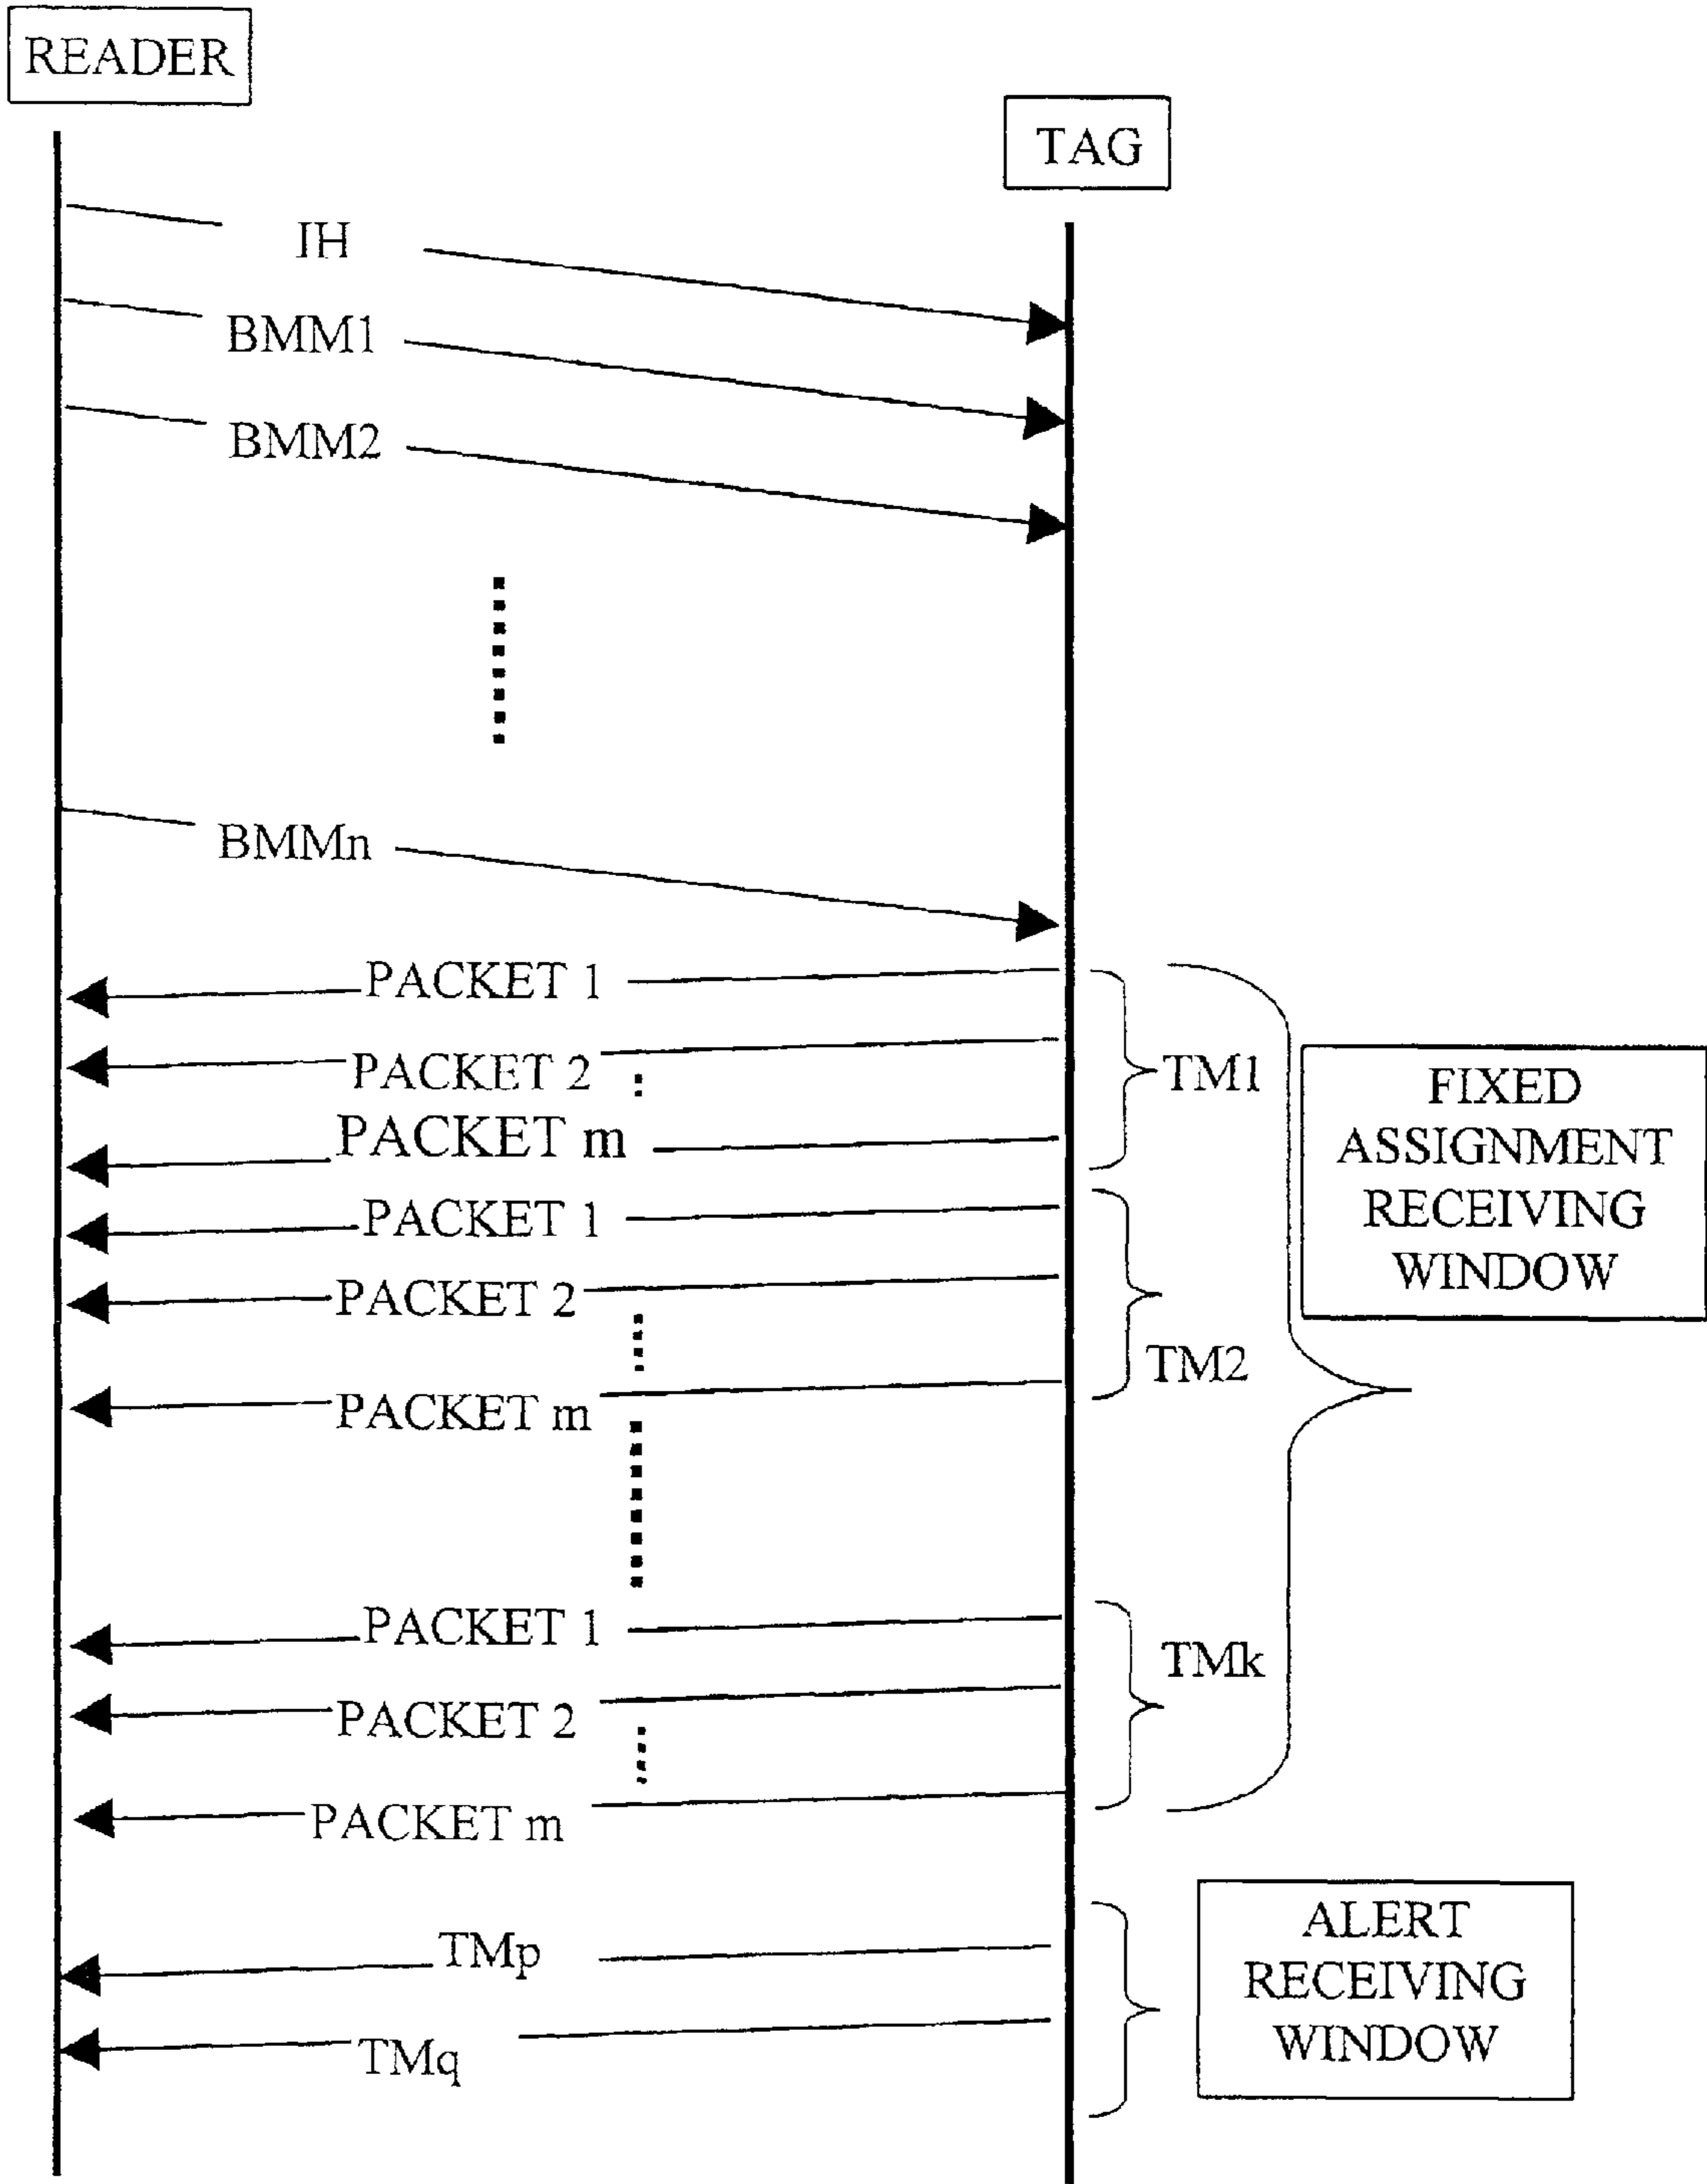 READER
TAG
IH
BMM1
BMM2
BMMn
PACKET 1
PACKET 2
TM1
PACKET m
FIXED
ASSIGNMENT
RECEIVING
WINDOW
PACKET 1
PACKET 2
TM2
PACKET m
PACKET 1
TMk
PACKET 2
PACKET m
ALERT
RECEIVING
WINDOW
TMp
TMq